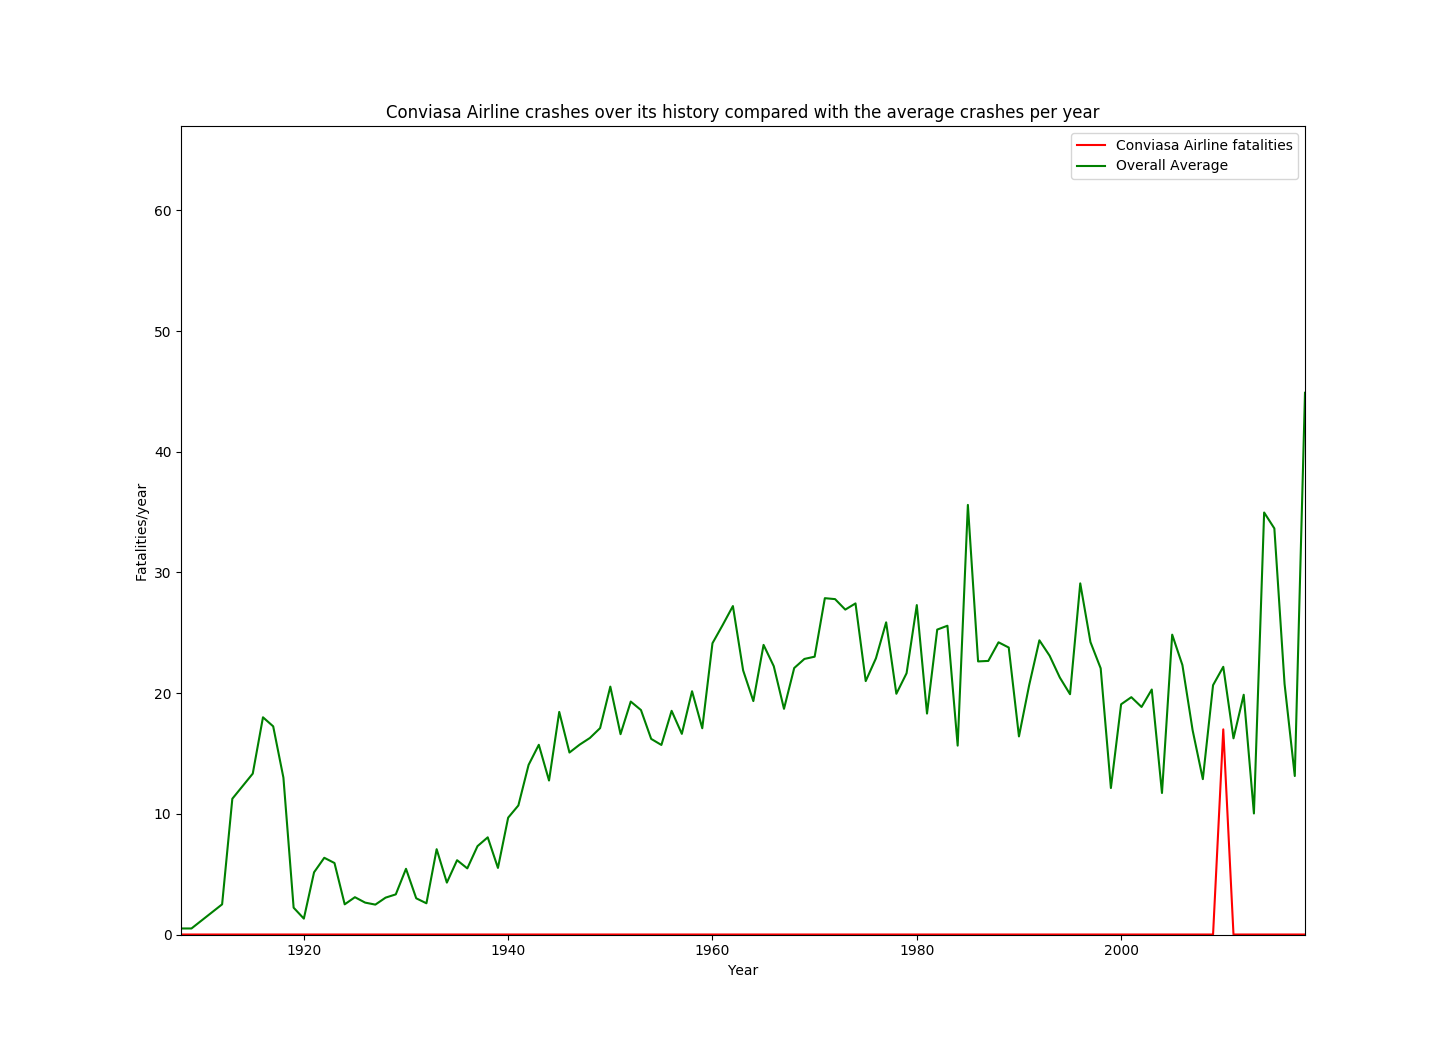 Conviasa Airline crashes over its history compared with the average crashes per year
Conviasa Airline fatalities
Overall Average
60
50
40
30
20
10
0
Fatalities/year
1920 1940 1960 1980 2000
Year